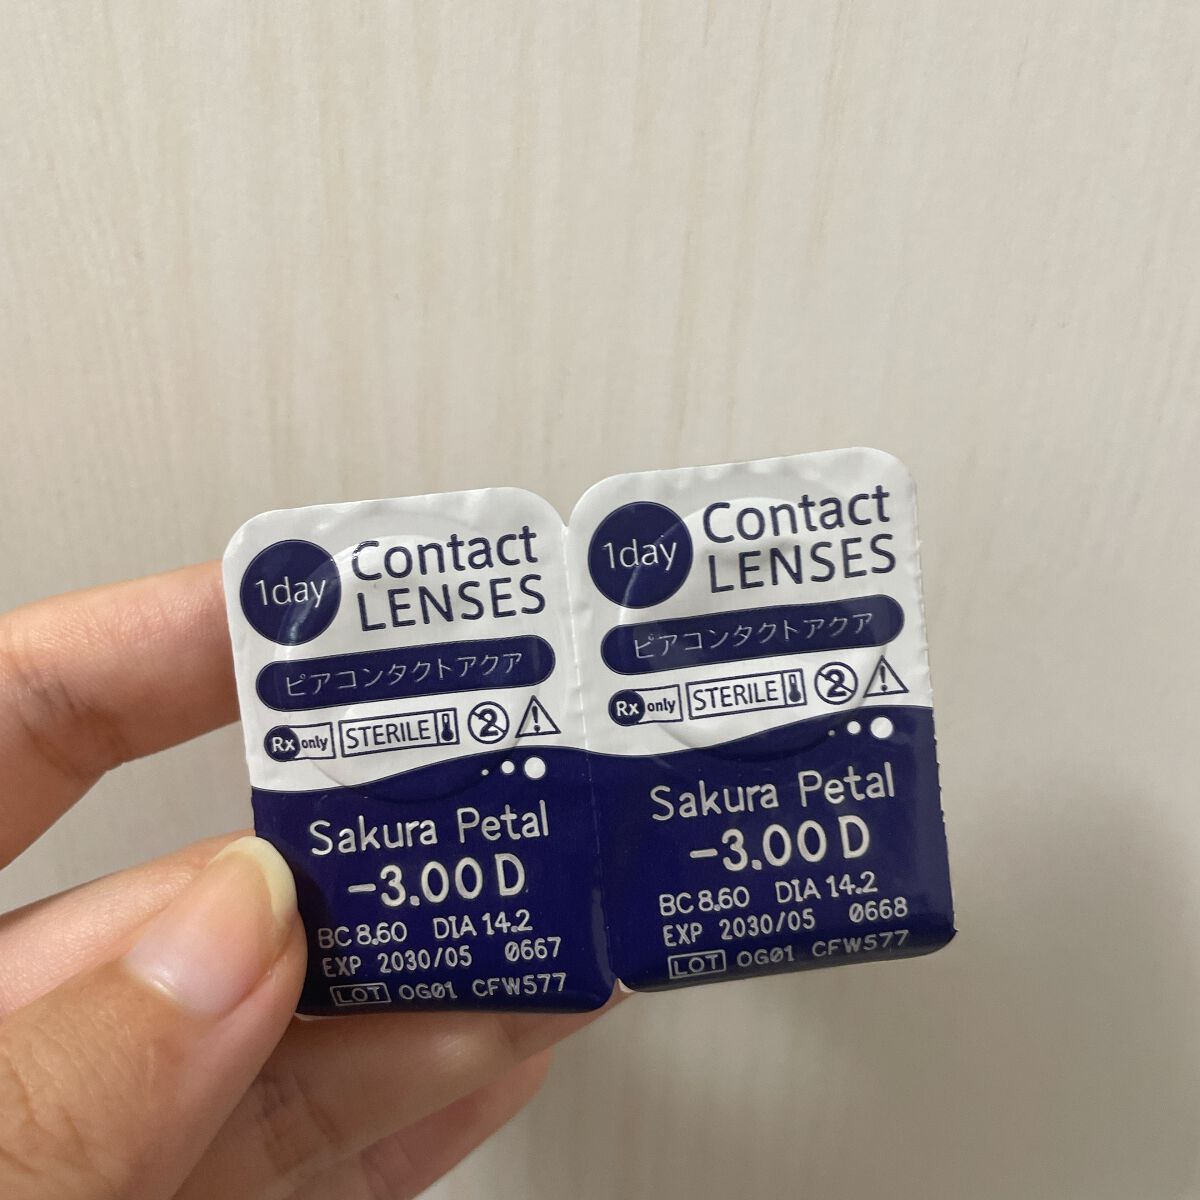 1day
Contact
LENSES
ピアコンタクトアクア
Rx only STERILE 2
Sakura Petal
-3.00 D
BC 8.60 DIA 14.2
EXP 2030/05 0667
LOT OG01 CFW577
1day
Contact
LENSES
ピアコンタクトアクア
Rx only STERILE 2
Sakura Petal
-3.00 D
BC 8.60 DIA 14.2
EXP 2030/05 0668
LOT OG01 CFW577